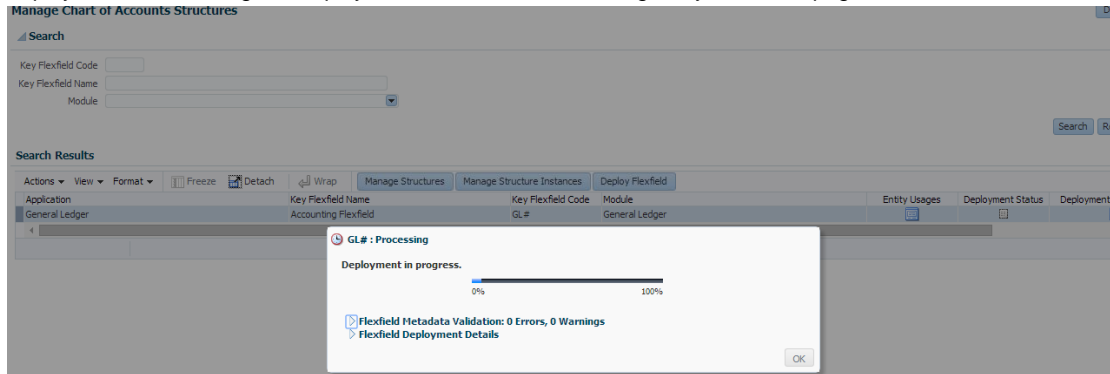 Manage Chart of Accounts Structures
Search
Key Flexfield Code
Key Flexfield Name
Module
Search
Search Results
Actions View Format Freeze Detach Wrap Manage Structures Manage Structure Instances Deploy Flexfield
Application Key Flexfield Name Key Flexfield Code Module Entity Usages Deployment Status Deployment
General Ledger Accounting Flexfield GL# General Ledger
GL# : Processing
Deployment in progress.
0% 100%
Flexfield Metadata Validation: 0 Errors, 0 Warnings
Flexfield Deployment Details
OK